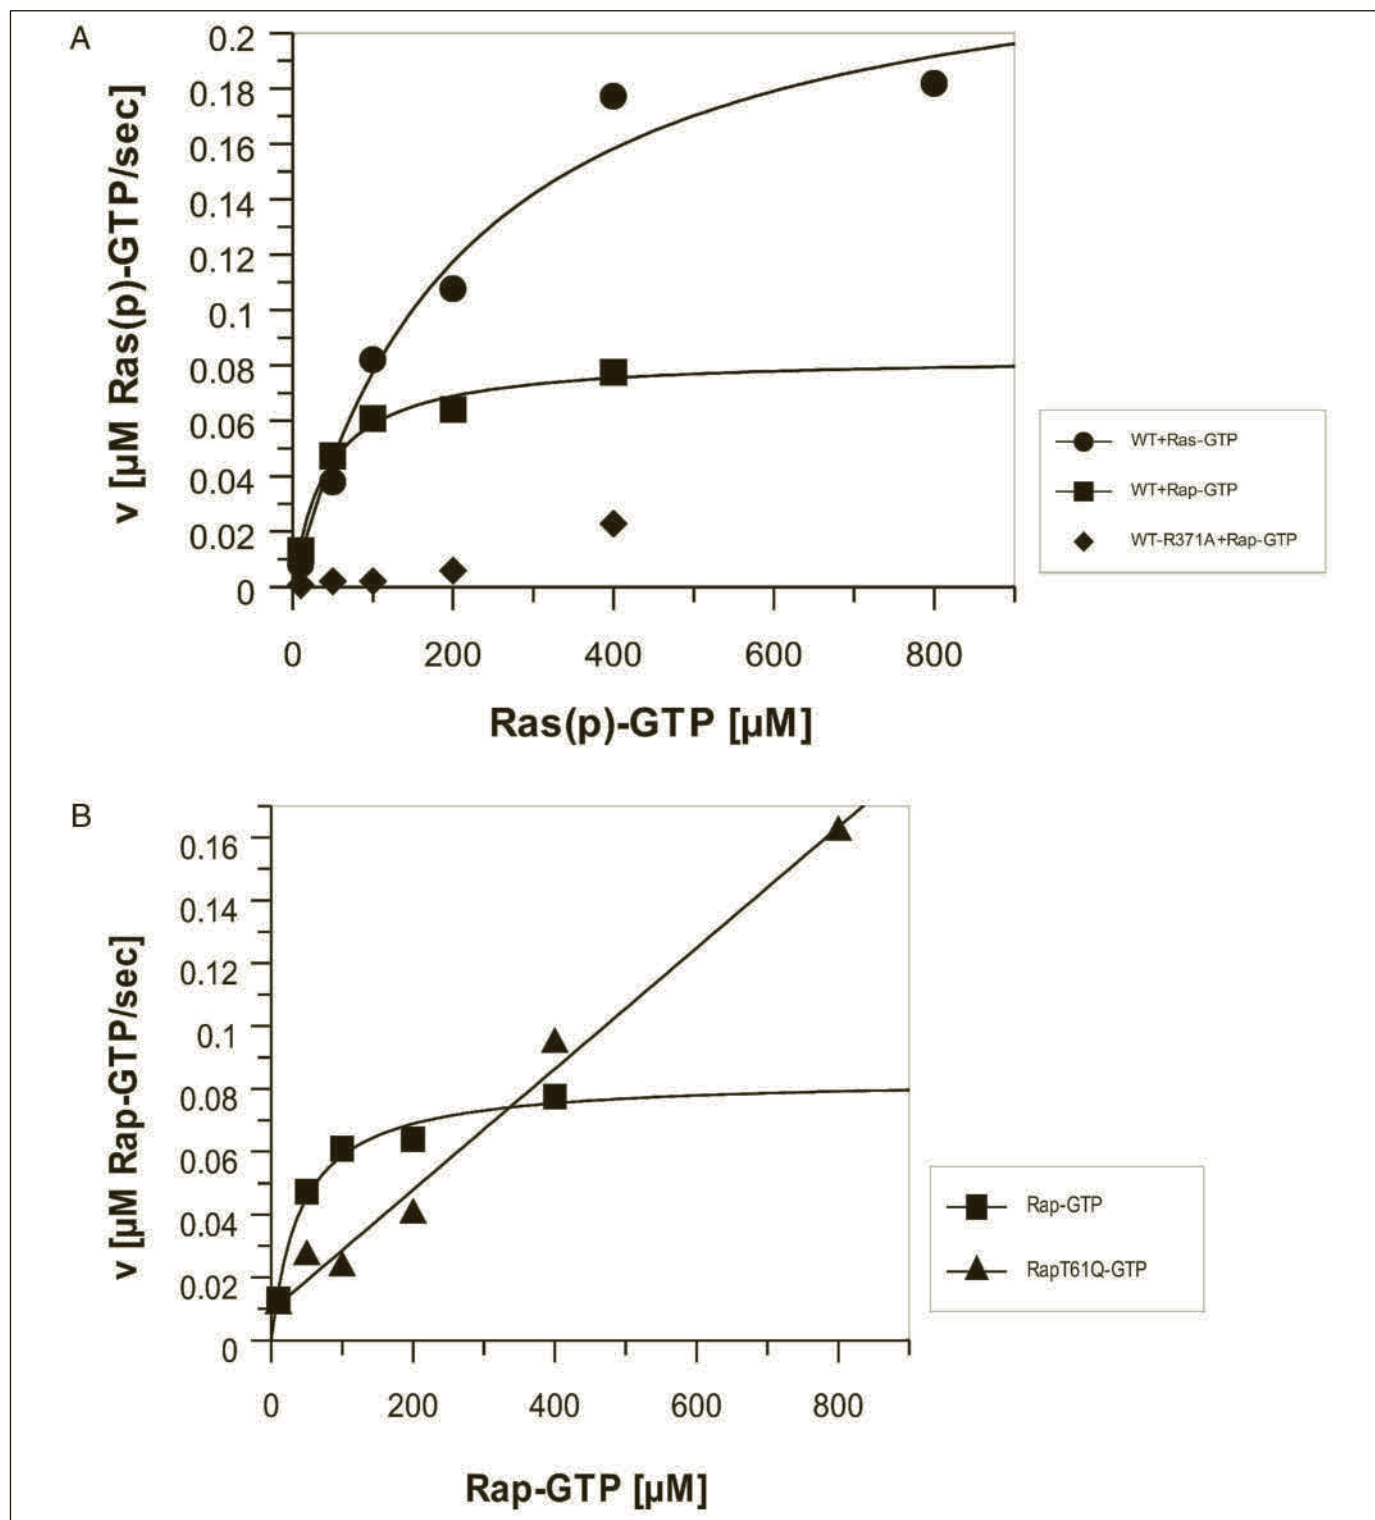 A
0.2
0.18
0.16
0.14
0.12
0.1
0.08
0.06
0.04
0.02
0
v [µM Ras(p)-GTP/sec]
0 200 400 600 800
Ras(p)-GTP [µM]
WT+Ras-GTP
WT+Rap-GTP
WT-R371A+Rap-GTP
B
0.16
0.14
0.12
0.1
0.08
0.06
0.04
0.02
0
v [µM Rap-GTP/sec]
0 200 400 600 800
Rap-GTP [µM]
Rap-GTP
RapT61Q-GTP